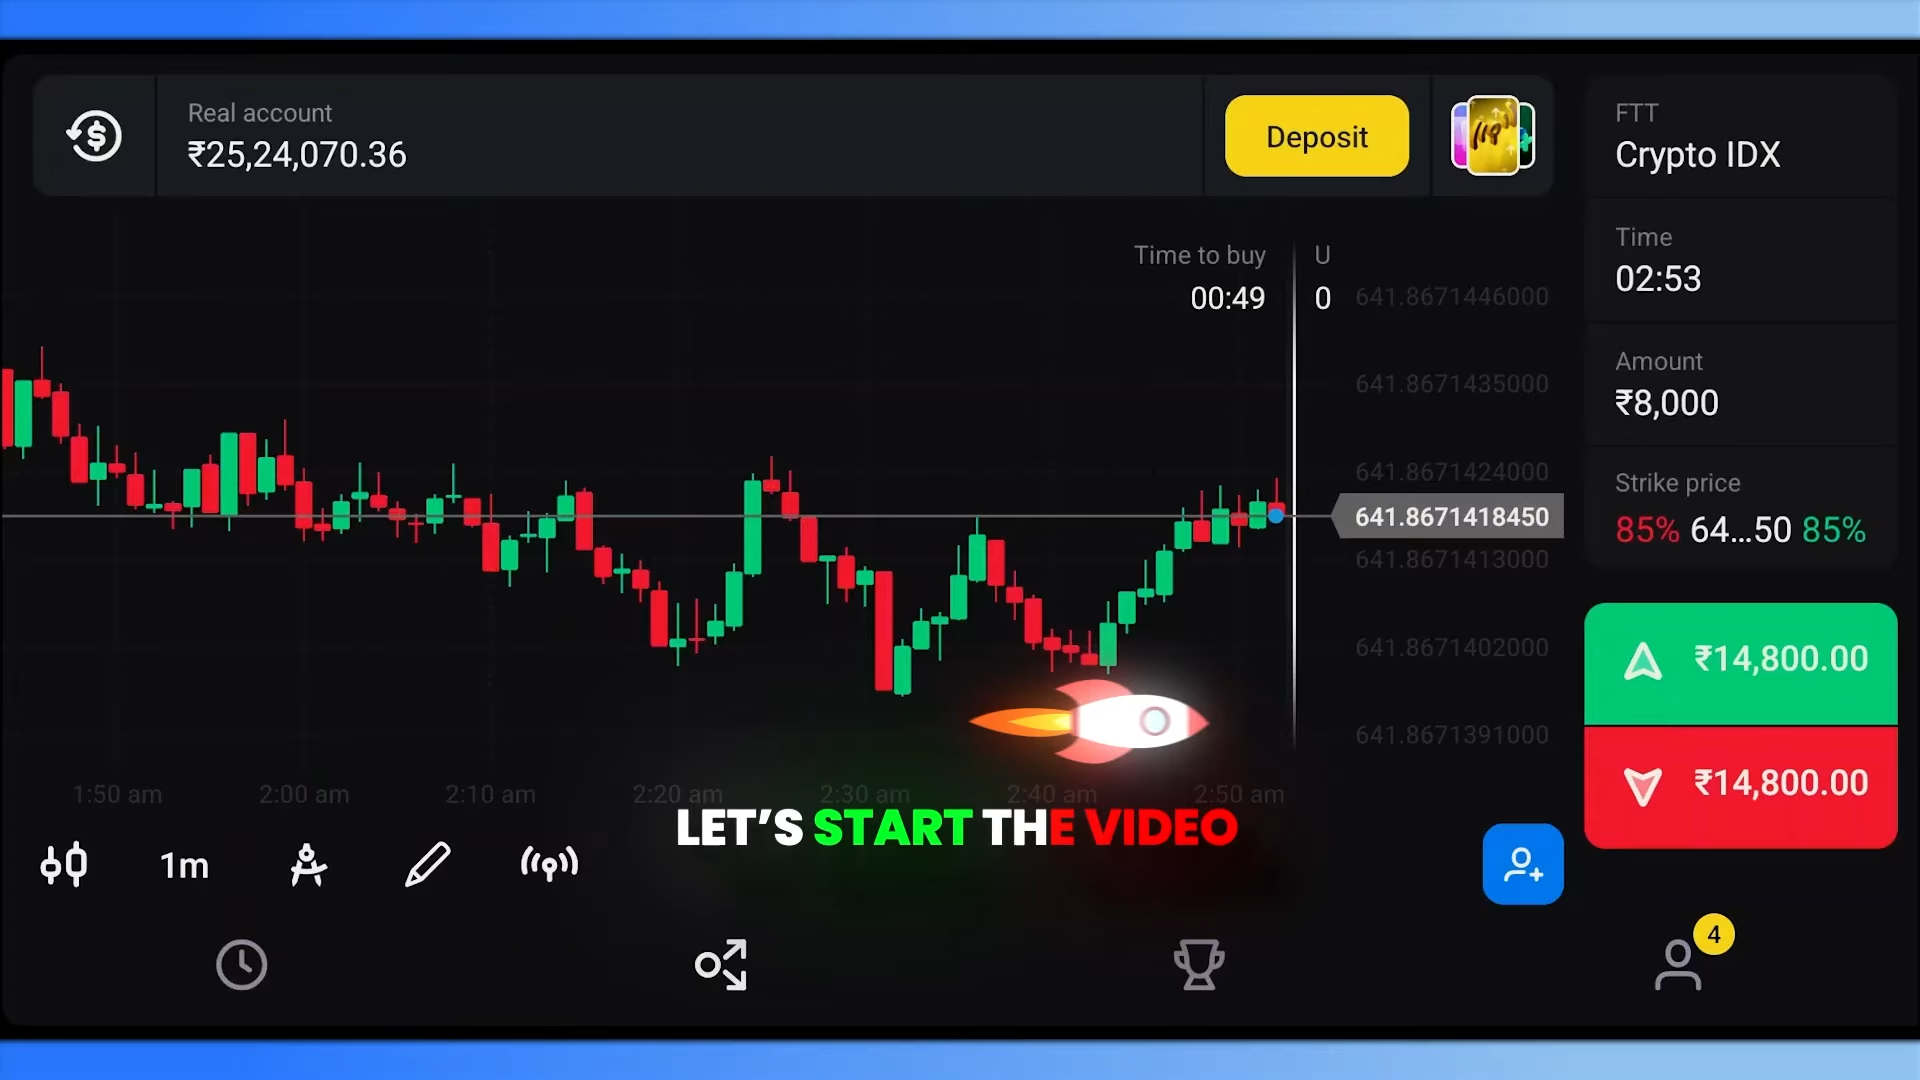 Real account
₹25,24,070.36
Deposit
FTT
Crypto IDX
Time
02:53
Amount
₹8,000
Strike price
85% 64...50 85%
₹14,800.00
₹14,800.00
Time to buy
00:49
U
0
641.8671446000
641.8671435000
641.8671424000
641.8671418450
641.8671413000
641.8671402000
641.8671391000
1:50 am 2:00 am 2:10 am 2:20 am 2:30 am 2:40 am 2:50 am
LET’S START THE VIDEO
1m
4